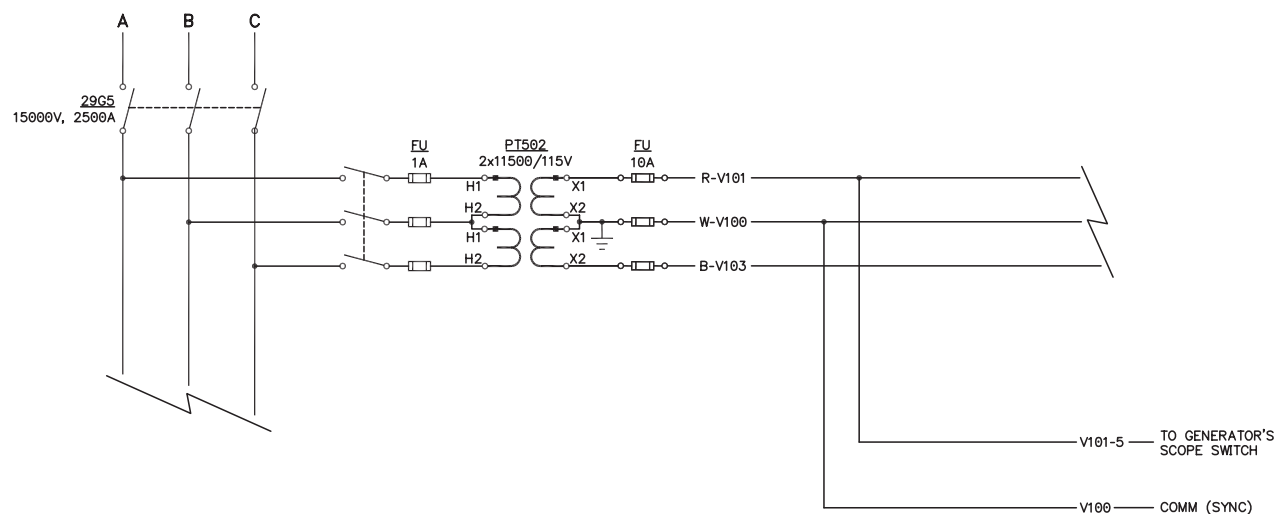 A B C
29G5
15000V, 2500A
FU
1A
PT502
2x11500/115V
FU
10A
H1 X1 R-V101
H2 X2 W-V100
H1 X1
H2 X2 B-V103
V101-5 TO GENERATOR'S
SCOPE SWITCH
V100 COMM (SYNC)